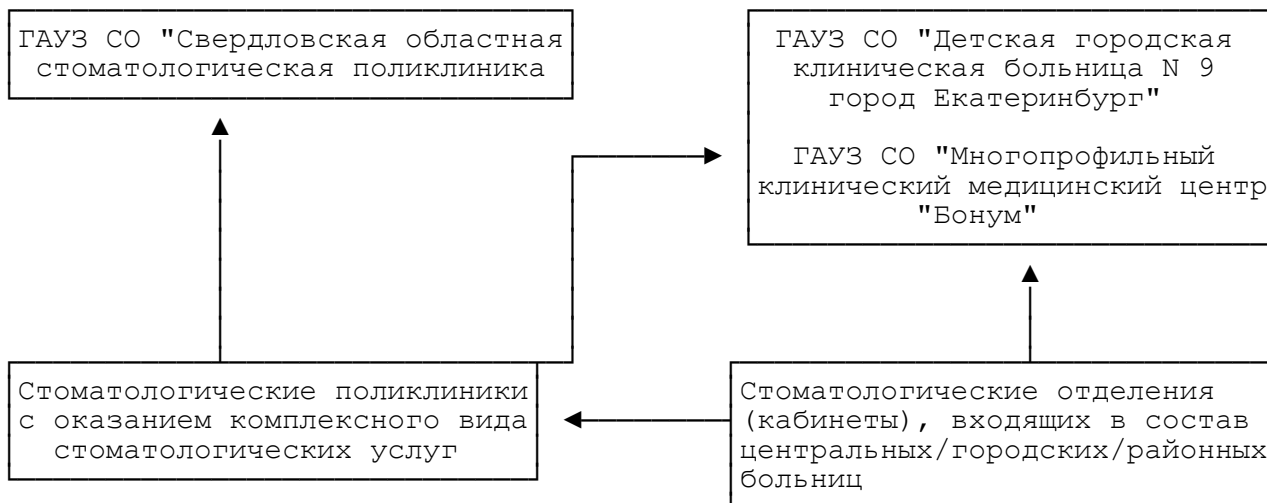 ГАУЗ СО "Свердловская областная
стоматологическая поликлиника
ГАУЗ СО "Детская городская
клиническая больница N 9
город Екатеринбург"
ГАУЗ СО "Многопрофильный
клинический медицинский центр
"Бонум"
Стоматологические поликлиники
с оказанием комплексного вида
стоматологических услуг
Стоматологические отделения
(кабинеты), входящих в состав
центральных/городских/районных
больниц